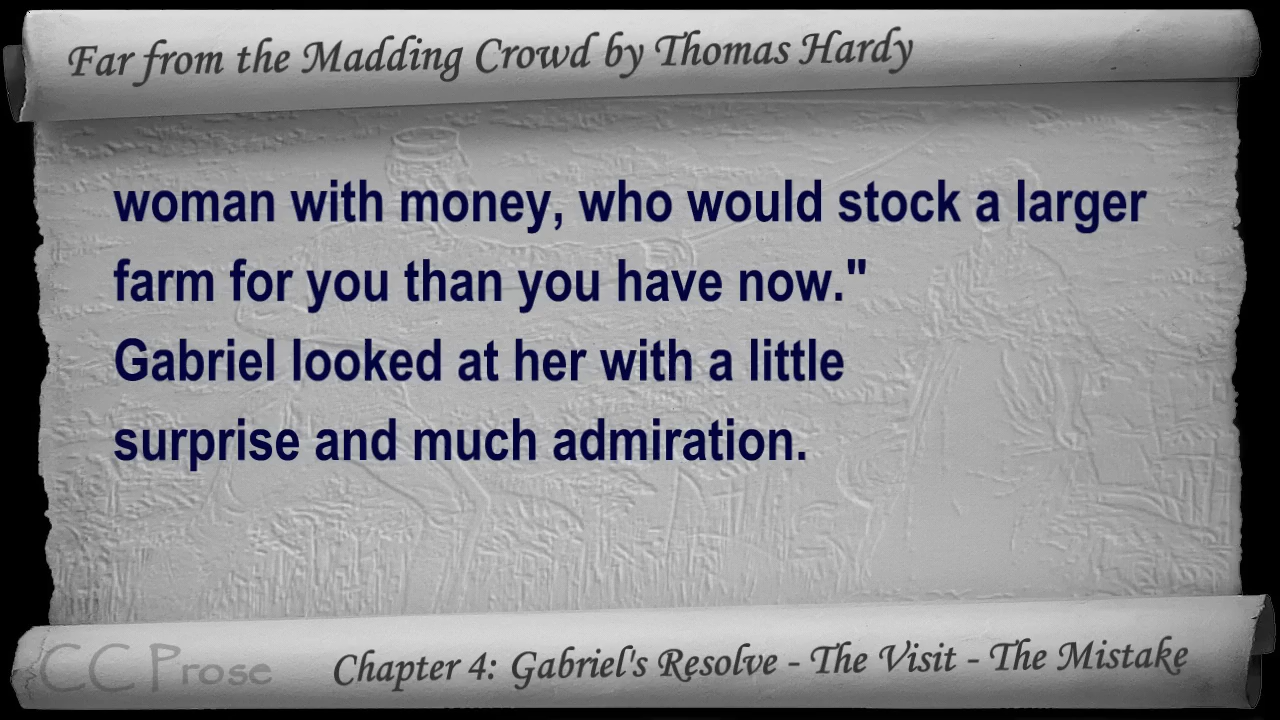 Far from the Madding Crowd by Thomas Hardy
woman with money, who would stock a larger
farm for you than you have now."
Gabriel looked at her with a little
surprise and much admiration.
CC Prose
Chapter 4: Gabriel's Resolve - The Visit - The Mistake